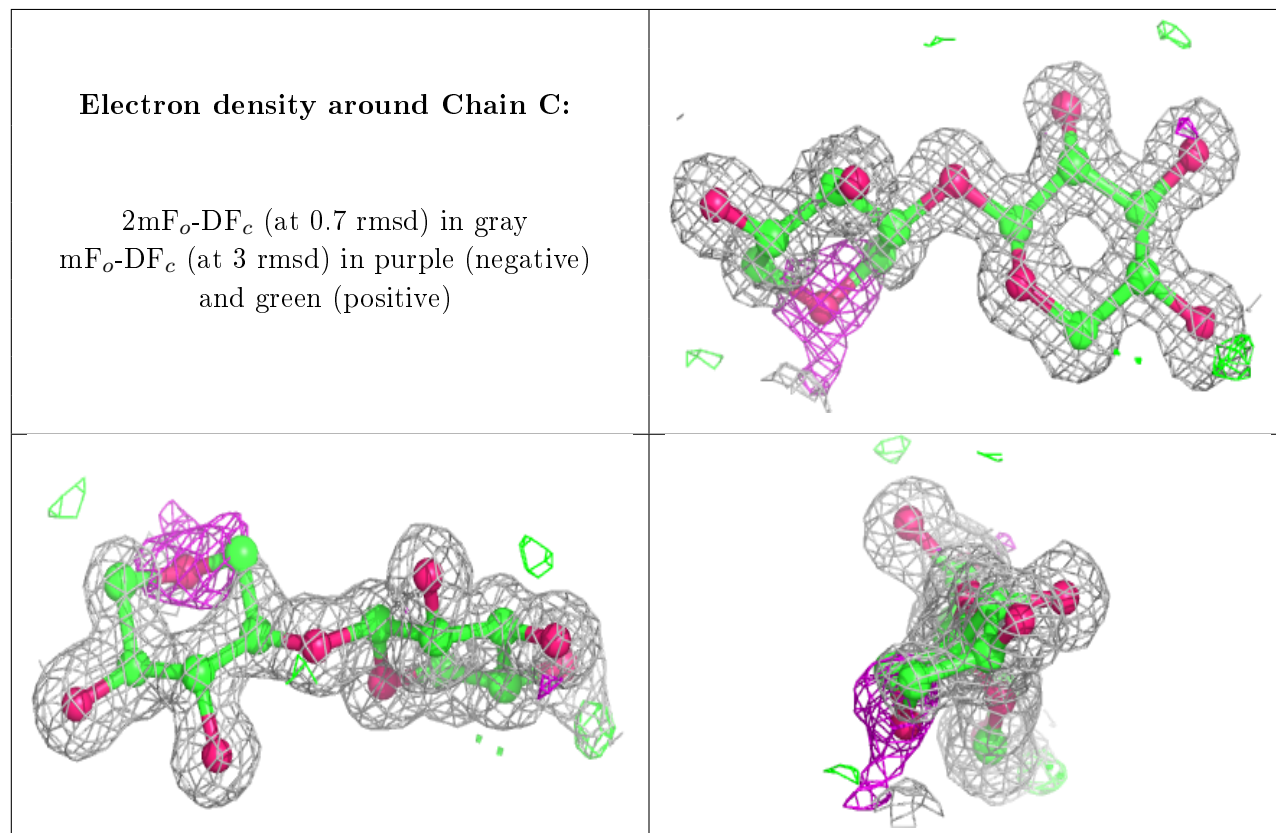 Electron density around Chain C:
2mFₒ-DF𝒸 (at 0.7 rmsd) in gray
mFₒ-DF𝒸 (at 3 rmsd) in purple (negative)
and green (positive)